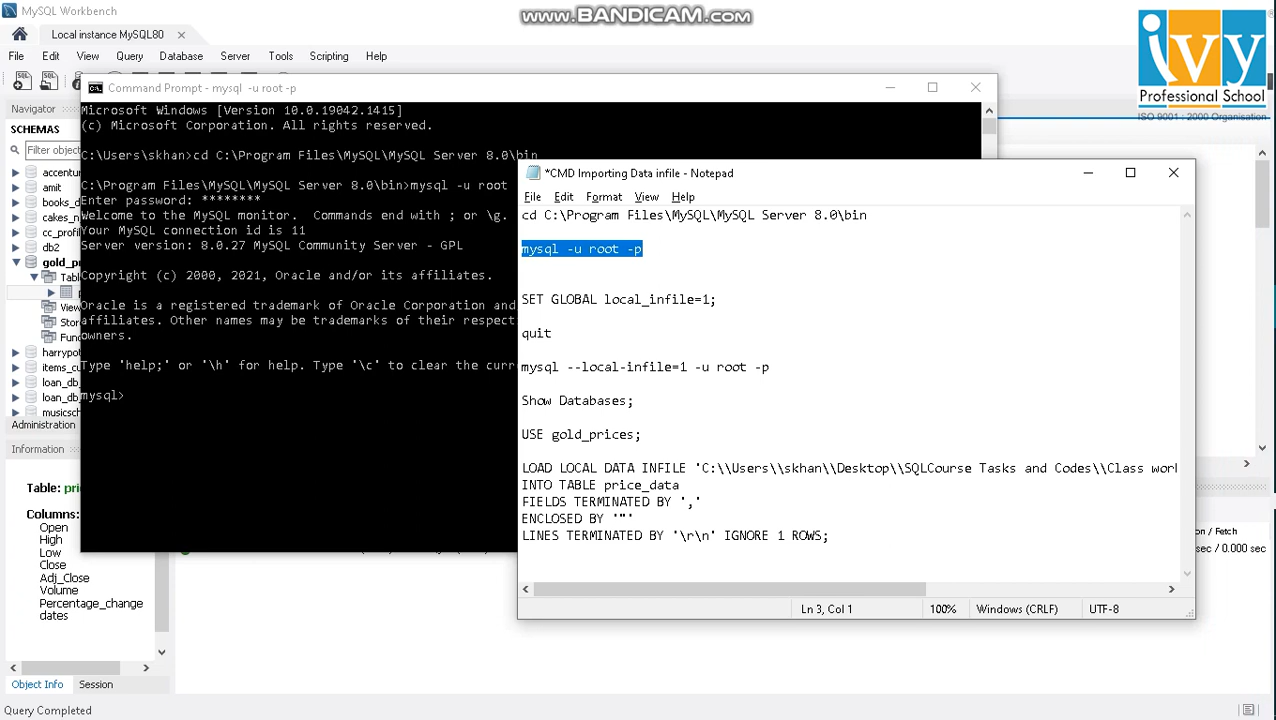 MySQL Workbench
www.BANDICAM.com
Local instance MySQL80
File Edit View Query Database Server Tools Scripting Help
ivy
Professional School
ISO 9001 : 2000 Organisation
Navigator
SCHEMAS
Filter objec
accentur
amit
books_d
cakes_n
cc_profil
db2
gold_pr
Table
View
Stor
Func
harrypot
items_c
loan_db
loan_db
musicsch
Administration
Information
Table: pri
Columns:
Open
High
Low
Close
Adj_Close
Volume
Percentage_change
dates
Object Info Session
Query Completed
Command Prompt - mysql -u root -p
Microsoft Windows [Version 10.0.19042.1415]
(c) Microsoft Corporation. All rights reserved.
C:\Users\skhan>cd C:\Program Files\MySQL\MySQL Server 8.0\bin
C:\Program Files\MySQL\MySQL Server 8.0\bin>mysql -u root
Enter password: ********
Welcome to the MySQL monitor. Commands end with ; or \g.
Your MySQL connection id is 11
Server version: 8.0.27 MySQL Community Server - GPL
Copyright (c) 2000, 2021, Oracle and/or its affiliates.
Oracle is a registered trademark of Oracle Corporation and
affiliates. Other names may be trademarks of their respect
owners.
Type 'help;' or '\h' for help. Type '\c' to clear the curr
mysql>
*CMD Importing Data infile - Notepad
File Edit Format View Help
cd C:\Program Files\MySQL\MySQL Server 8.0\bin
mysql -u root -p
SET GLOBAL local_infile=1;
quit
mysql --local-infile=1 -u root -p
Show Databases;
USE gold_prices;
LOAD LOCAL DATA INFILE 'C:\\Users\\skhan\\Desktop\\SQLCourse Tasks and Codes\\Class work
INTO TABLE price_data
FIELDS TERMINATED BY ','
ENCLOSED BY '"'
LINES TERMINATED BY '\r\n' IGNORE 1 ROWS;
Ln 3, Col 1 100% Windows (CRLF) UTF-8
on / Fetch
sec / 0.000 sec